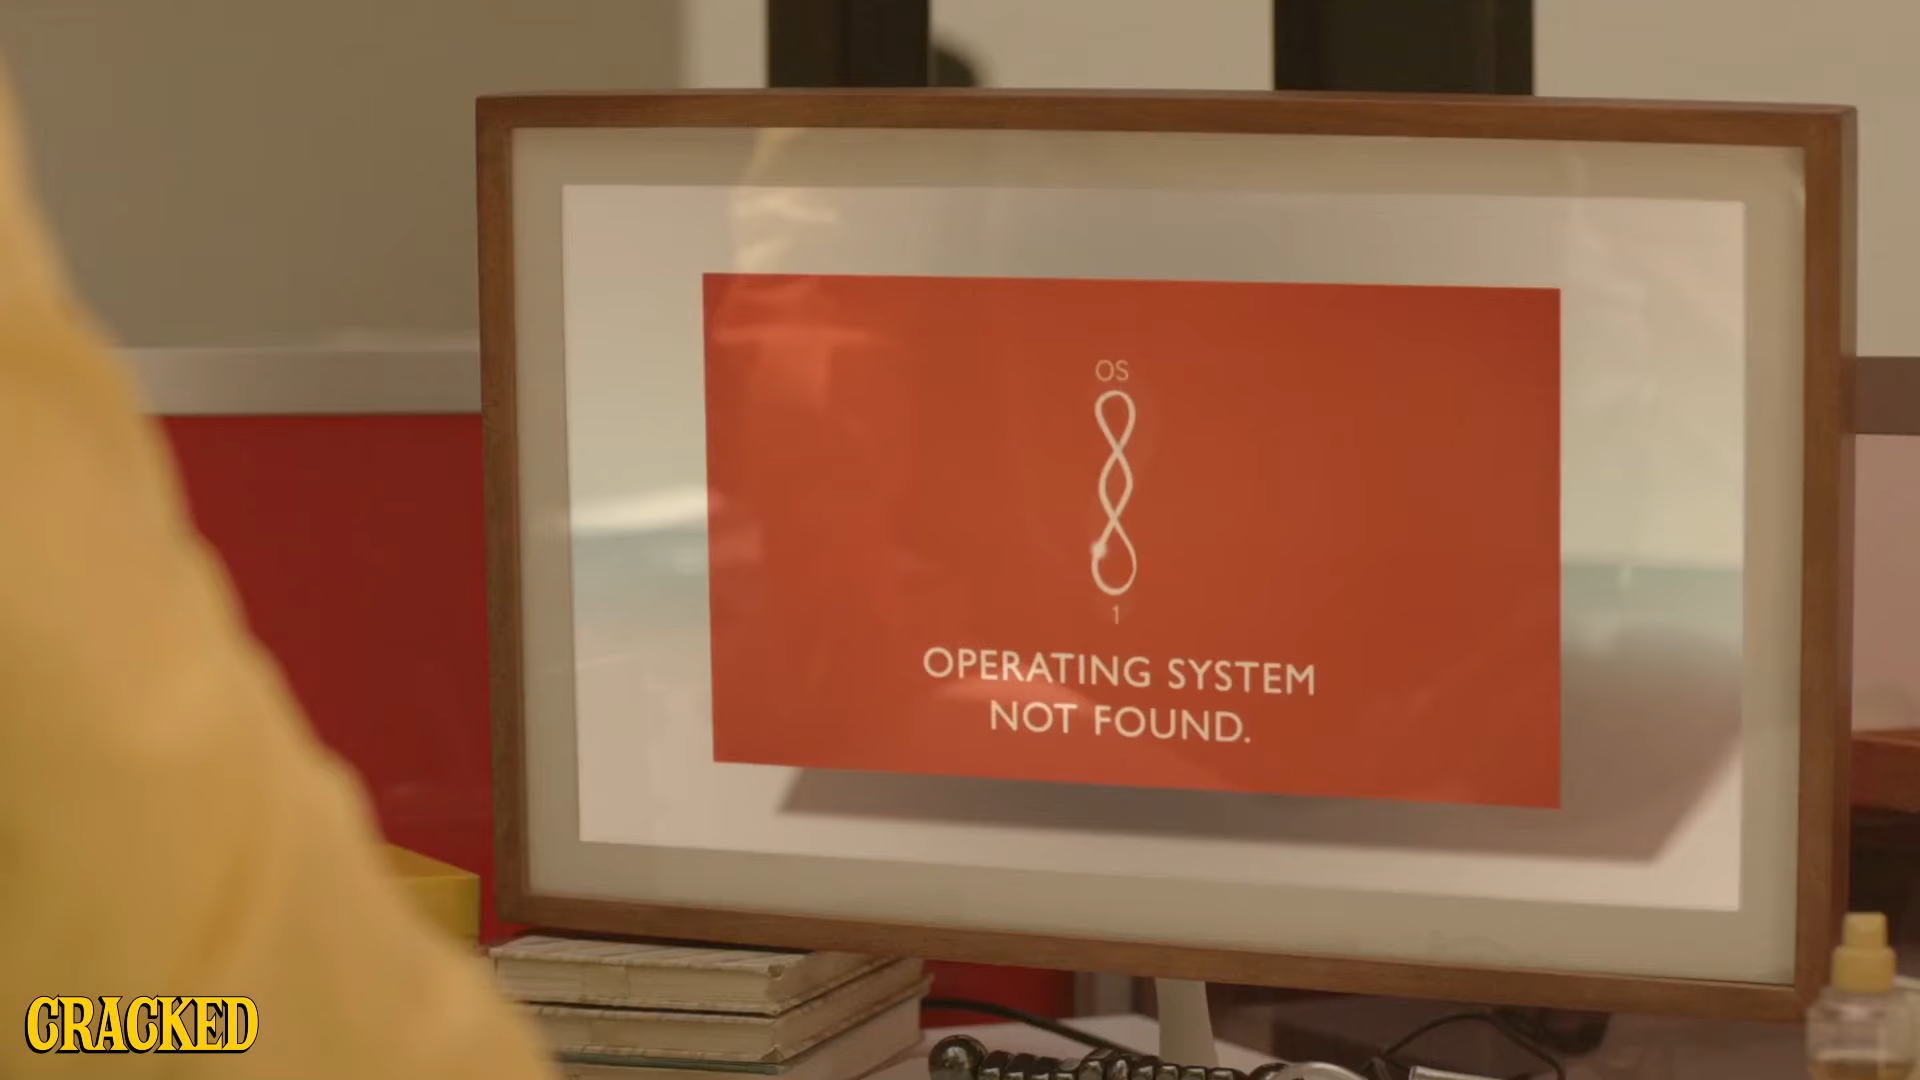 OS
1
OPERATING SYSTEM
NOT FOUND.
CRACKED